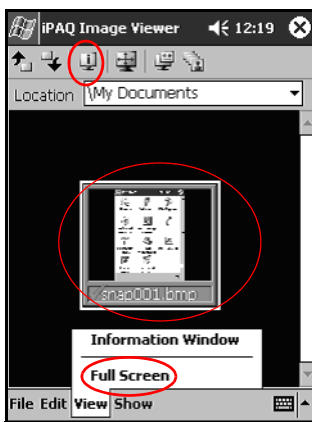 iPAQ Image Viewer 12:19
Location \My Documents
snap001.bmp
Information Window
Full Screen
File Edit View Show